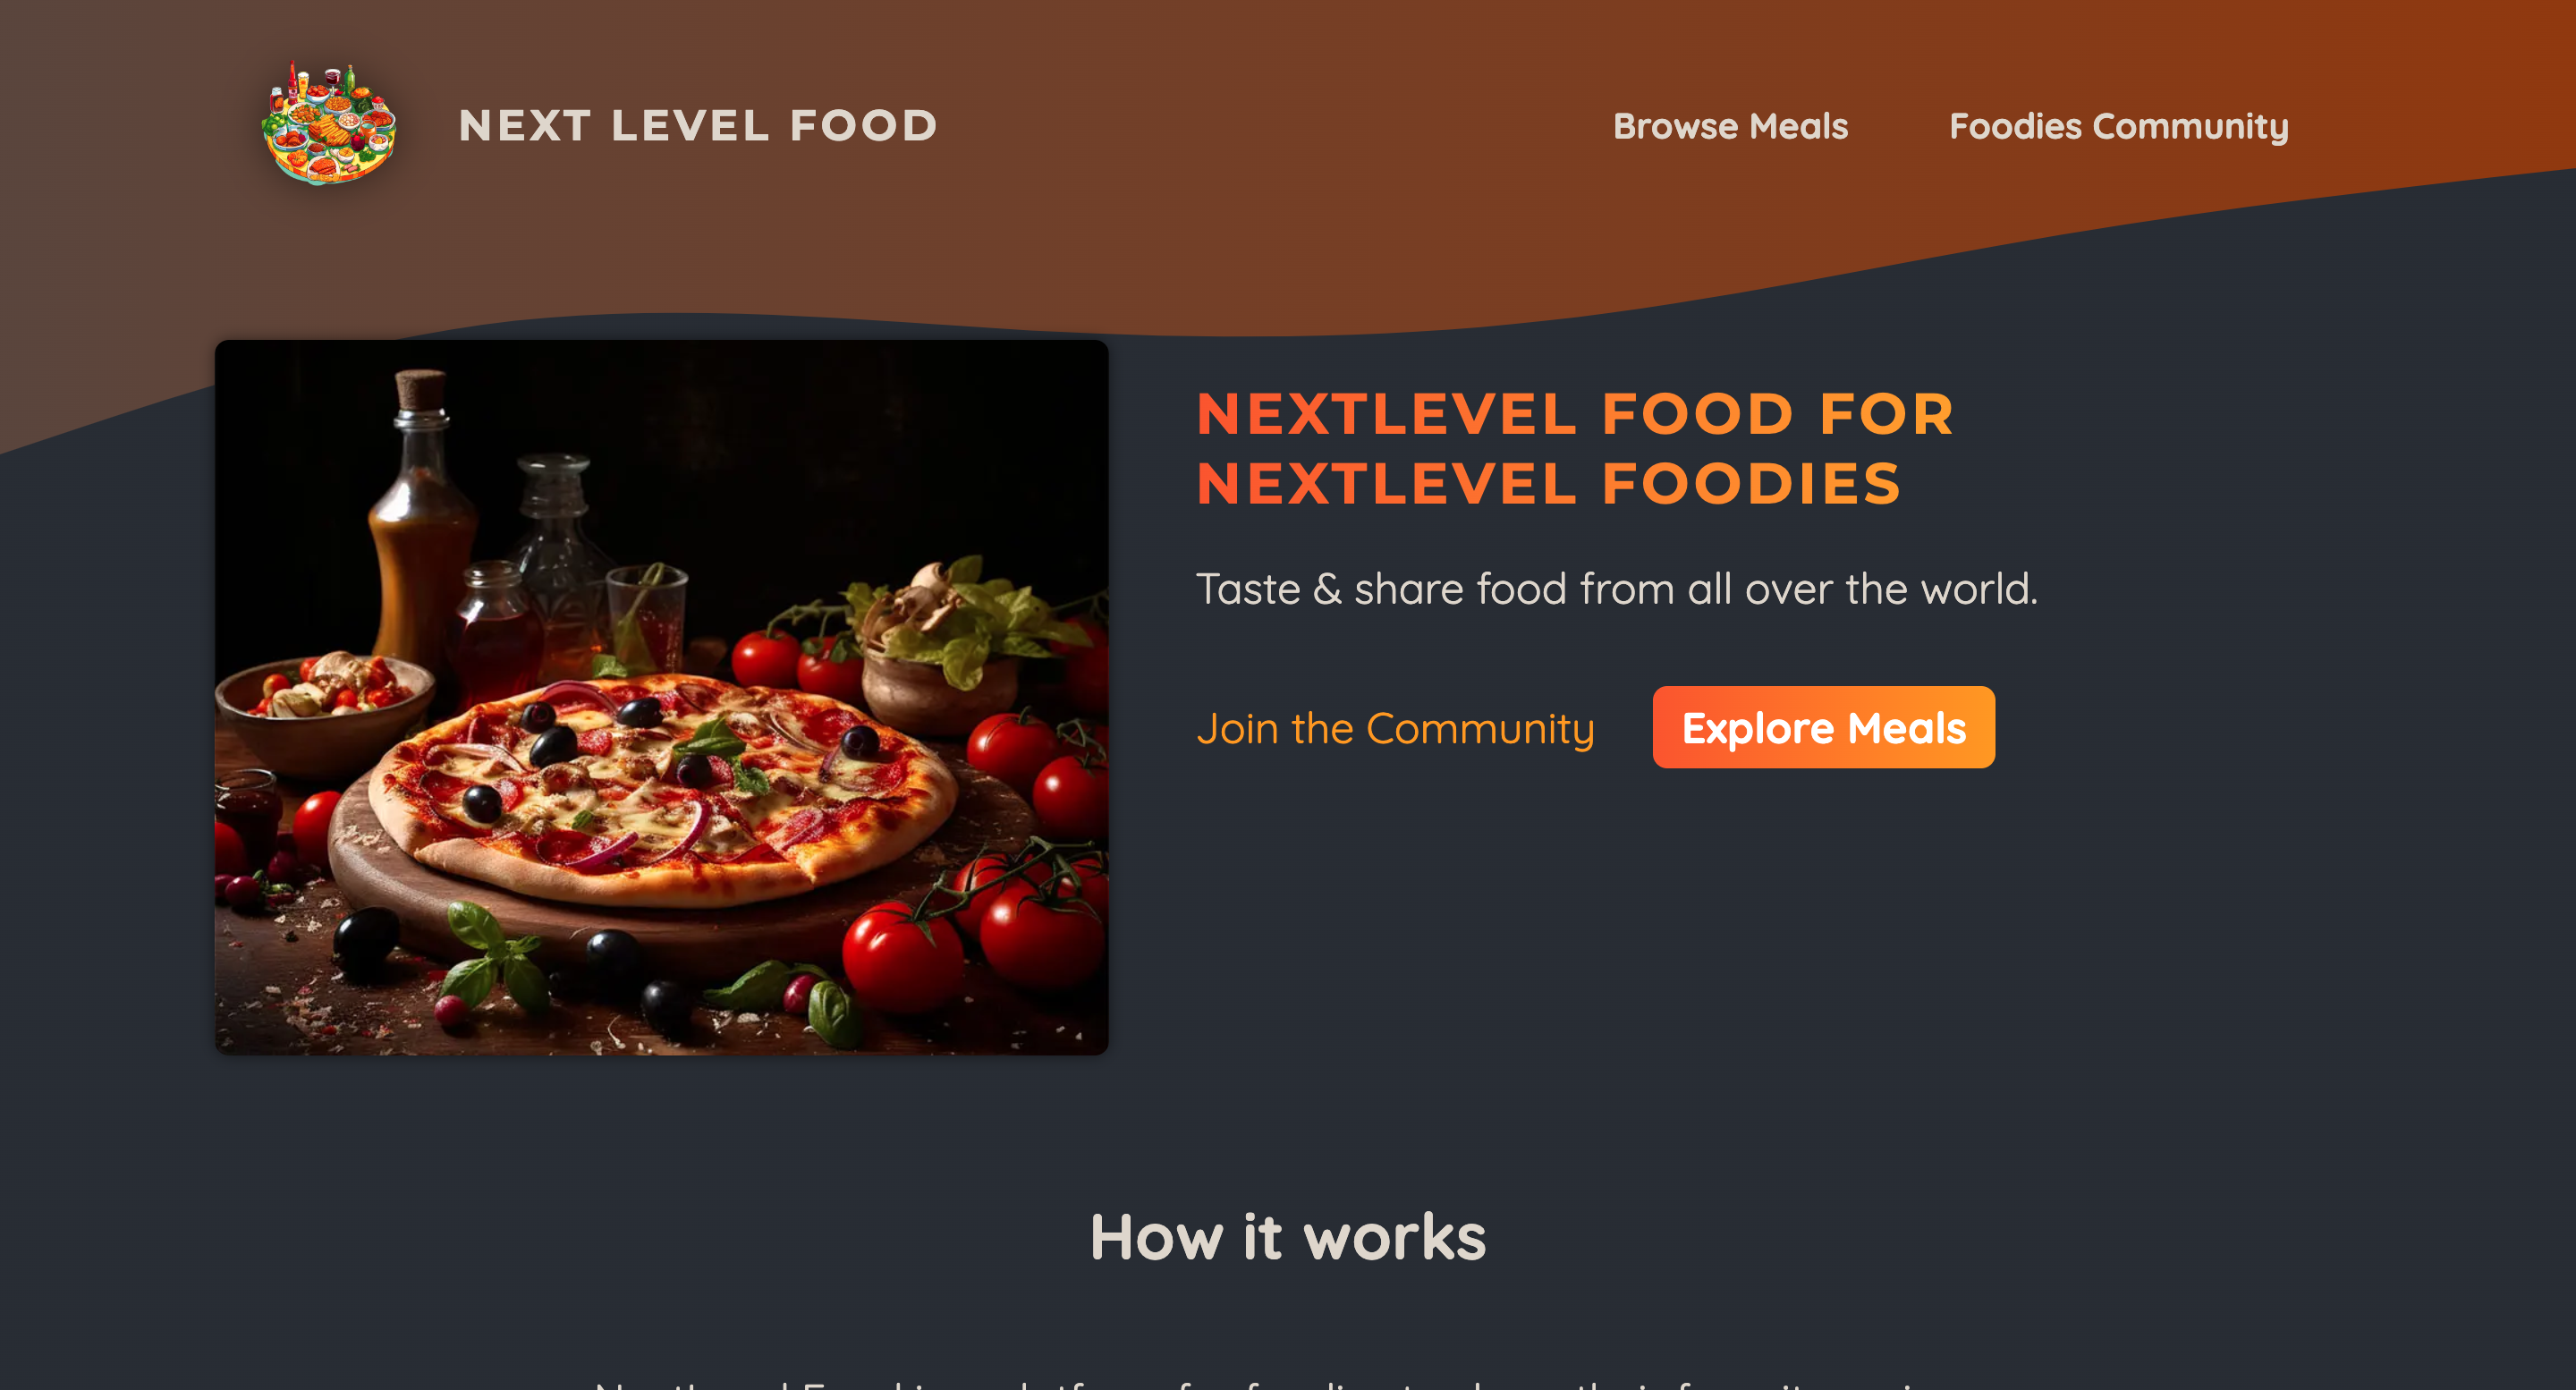 NEXT LEVEL FOOD
Browse Meals
Foodies Community
NEXTLEVEL FOOD FOR
NEXTLEVEL FOODIES
Taste & share food from all over the world.
Join the Community
Explore Meals
How it works